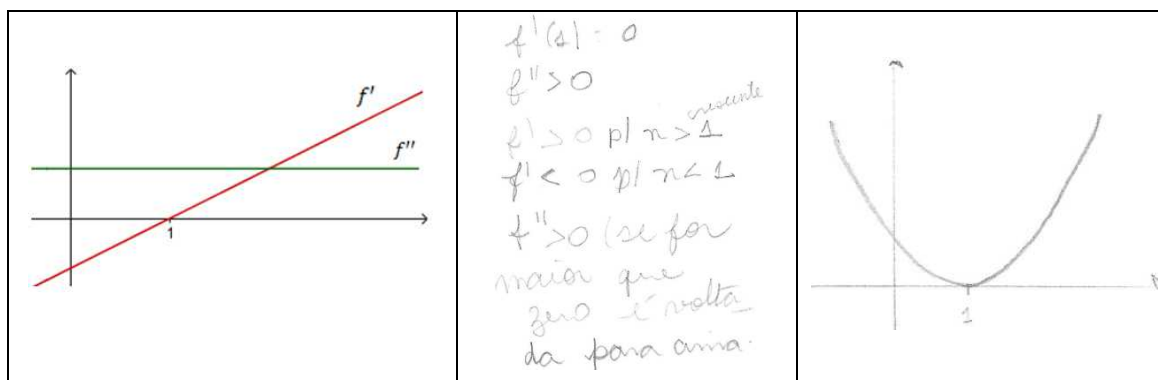 f'
f''
1
f'(1) = 0
f'' > 0
crescente
f' > 0 p/ x > 1
f' < 0 p/ x < 1
f'' > 0 (se for
maior que
zero é volta
da para cima.
1